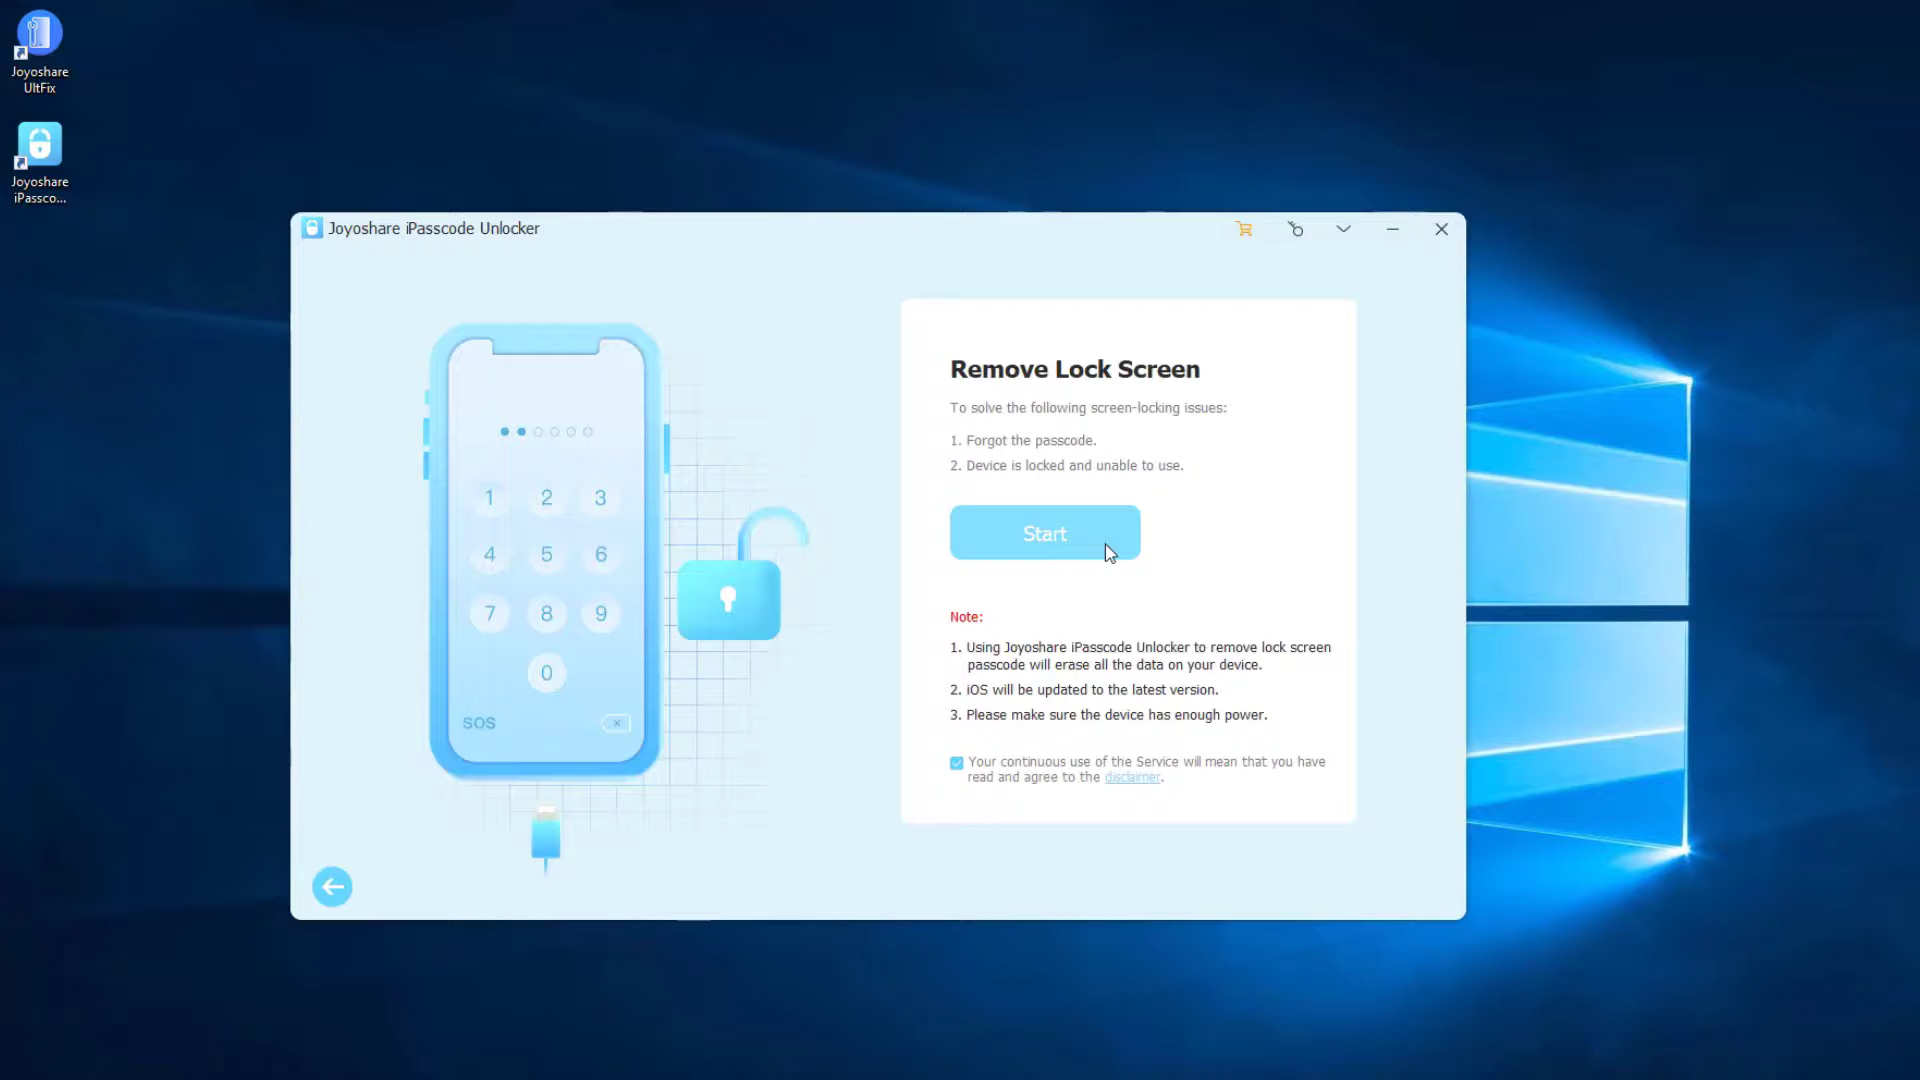 Joyoshare
UltFix
Joyoshare
iPassco...
Joyoshare iPasscode Unlocker
1 2 3
4 5 6
7 8 9
0
SOS
Remove Lock Screen
To solve the following screen-locking issues:
1. Forgot the passcode.
2. Device is locked and unable to use.
Start
Note:
1. Using Joyoshare iPasscode Unlocker to remove lock screen
passcode will erase all the data on your device.
2. iOS will be updated to the latest version.
3. Please make sure the device has enough power.
Your continuous use of the Service will mean that you have
read and agree to the disclaimer.